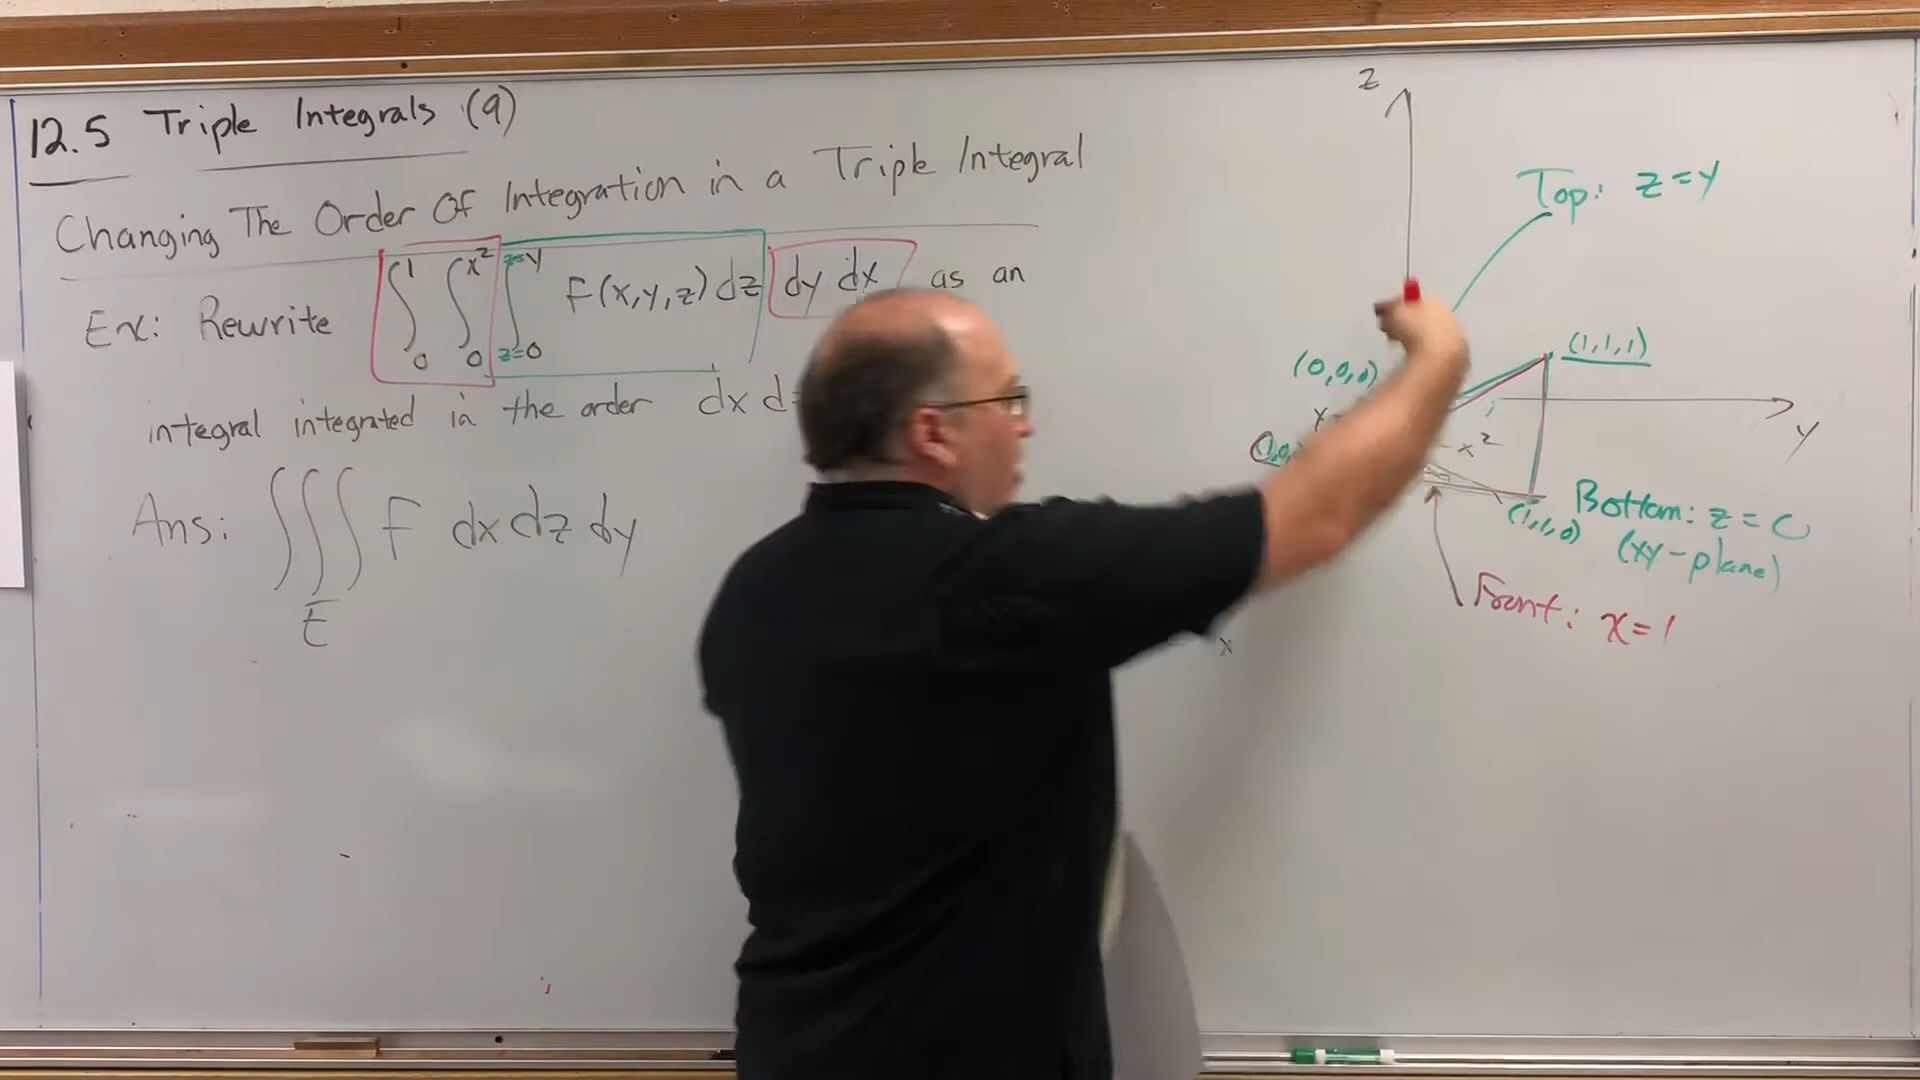 12.5 Triple Integrals (9)
Changing The Order Of Integration in a Triple Integral
Ex: Rewrite ∫₀¹ ∫₀^x² ∫_z=0^z=y F(x,y,z) dz dy dx as an
integral integrated in the order dx d
Ans: ∫∫∫_E F dx dz dy
z
Top: z=y
(1,1,1)
(0,0,0)
y
x²
(1,1,0)
Bottom: z=0
(xy-plane)
Front: x=1
x